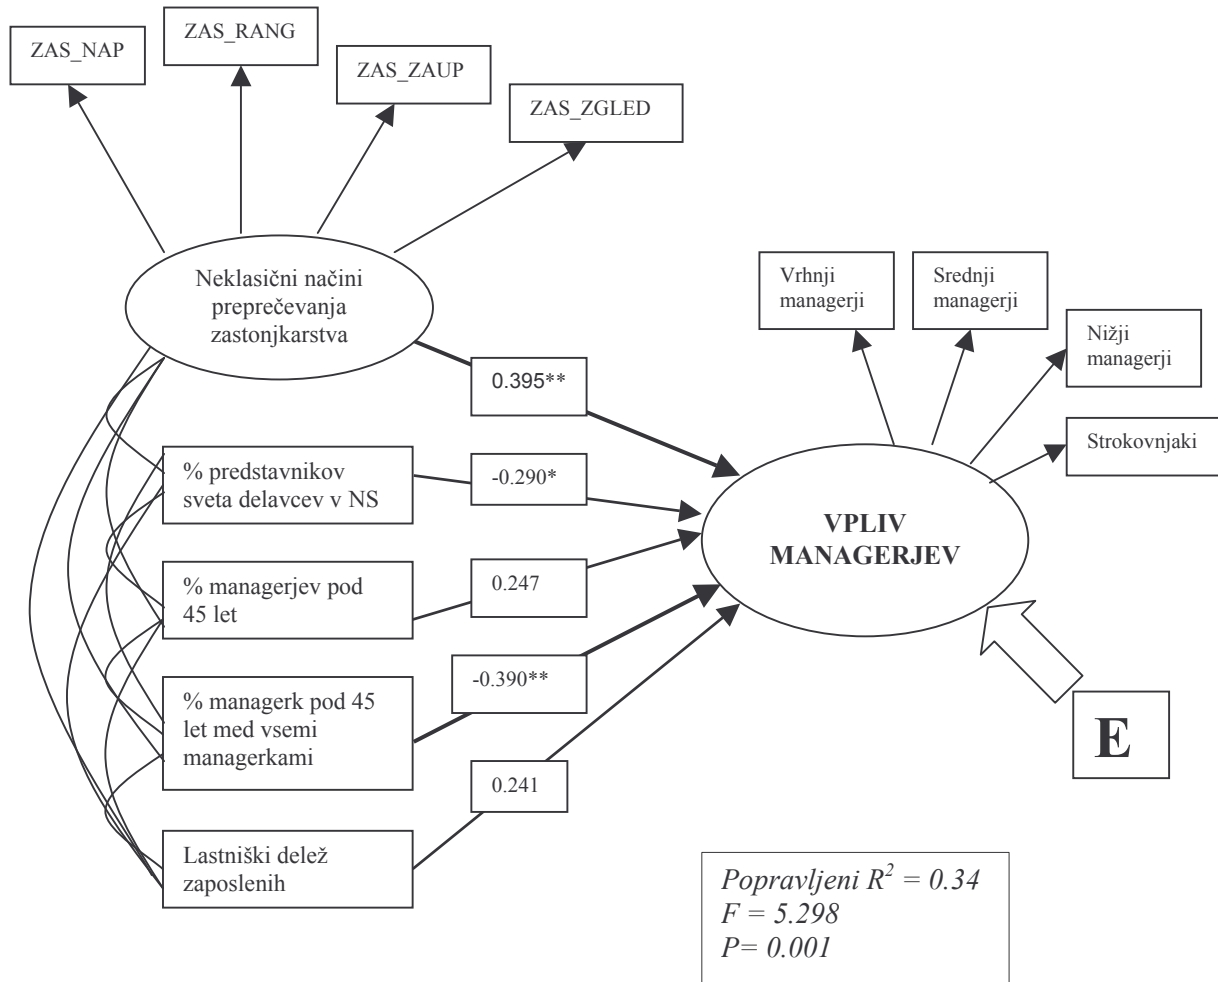 ZAS_NAP
ZAS_RANG
ZAS_ZAUP
ZAS_ZGLED
Neklasični načini
preprečevanja
zastonjkarstva
Vrhnji
managerji
Srednji
managerji
Nižji
managerji
Strokovnjaki
0.395**
% predstavnikov
sveta delavcev v NS
-0.290*
VPLIV
MANAGERJEV
% managerjev pod
45 let
0.247
% managerk pod 45
let med vsemi
managerkami
-0.390**
E
0.241
Lastniški delež
zaposlenih
Popravljeni R² = 0.34
F = 5.298
P= 0.001